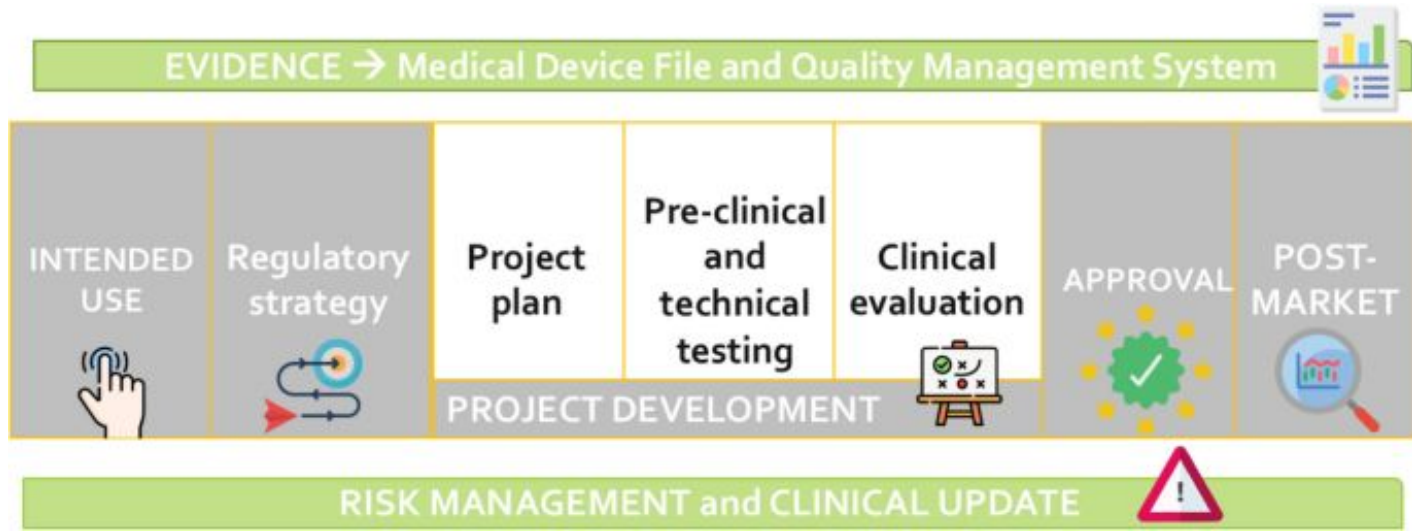 EVIDENCE → Medical Device File and Quality Management System
INTENDED
USE
Regulatory
strategy
Project
plan
Pre-clinical
and
technical
testing
Clinical
evaluation
PROJECT DEVELOPMENT
APPROVAL
POST-
MARKET
RISK MANAGEMENT and CLINICAL UPDATE